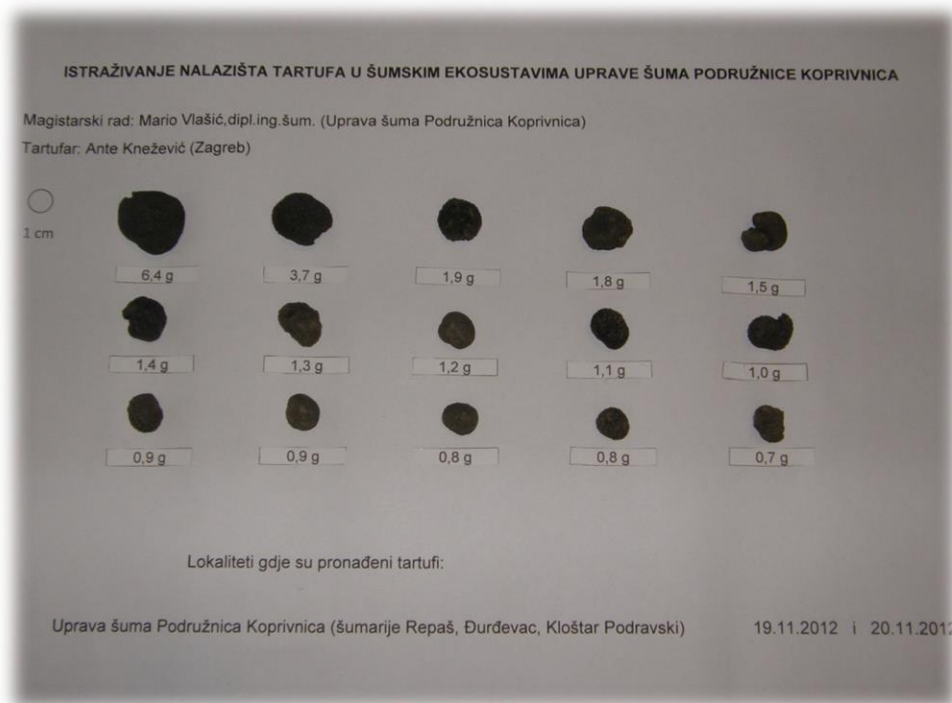 ISTRAŽIVANJE NALAZIŠTA TARTUFA U ŠUMSKIM EKOSUSTAVIMA UPRAVE ŠUMA PODRUŽNICE KOPRIVNICA
Magistarski rad: Mario Vlašić,dipl.ing.šum. (Uprava šuma Podružnica Koprivnica)
Tartufar: Ante Knežević (Zagreb)
1 cm
6,4 g 3,7 g 1,9 g 1,8 g 1,5 g
1,4 g 1,3 g 1,2 g 1,1 g 1,0 g
0,9 g 0,9 g 0,8 g 0,8 g 0,7 g
Lokaliteti gdje su pronađeni tartufi:
Uprava šuma Podružnica Koprivnica (šumarije Repaš, Đurđevac, Kloštar Podravski) 19.11.2012 i 20.11.2012